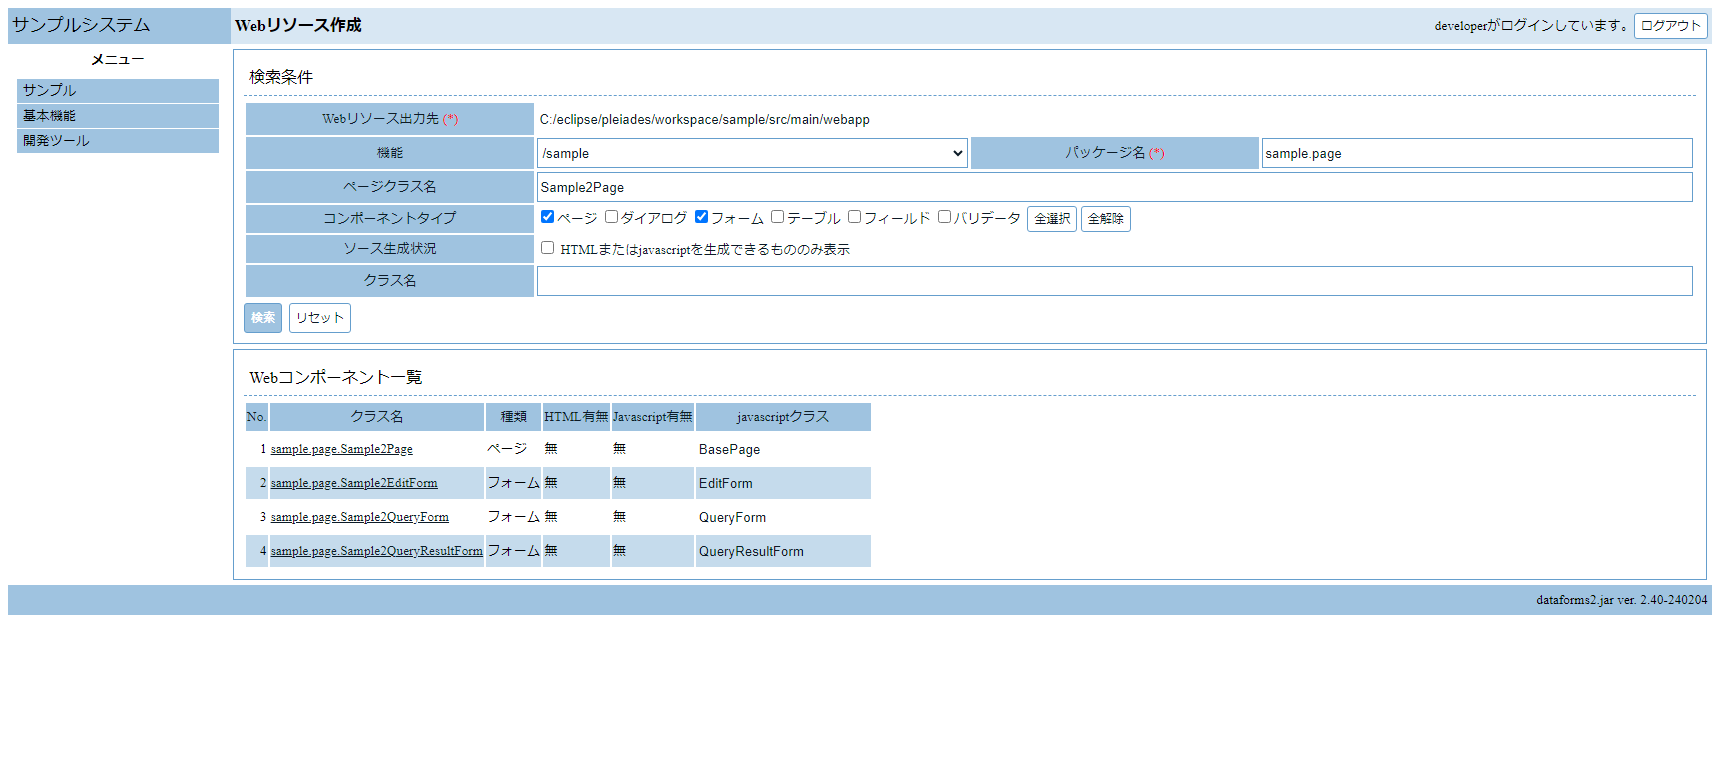 サンプルシステム
Webリソース作成
developerがログインしています。 ログアウト
メニュー
サンプル
基本機能
開発ツール
検索条件
Webリソース出力先 (*) C:/eclipse/pleiades/workspace/sample/src/main/webapp
機能 /sample パッケージ名 (*) sample.page
ページクラス名 Sample2Page
コンポーネントタイプ ページ ダイアログ フォーム テーブル フィールド バリデータ 全選択 全解除
ソース生成状況 HTMLまたはjavascriptを生成できるもののみ表示
クラス名
検索 リセット
Webコンポーネント一覧
No. クラス名 種類 HTML有無 Javascript有無 javascriptクラス
1 sample.page.Sample2Page ページ 無 無 BasePage
2 sample.page.Sample2EditForm フォーム 無 無 EditForm
3 sample.page.Sample2QueryForm フォーム 無 無 QueryForm
4 sample.page.Sample2QueryResultForm フォーム 無 無 QueryResultForm
dataforms2.jar ver. 2.40-240204